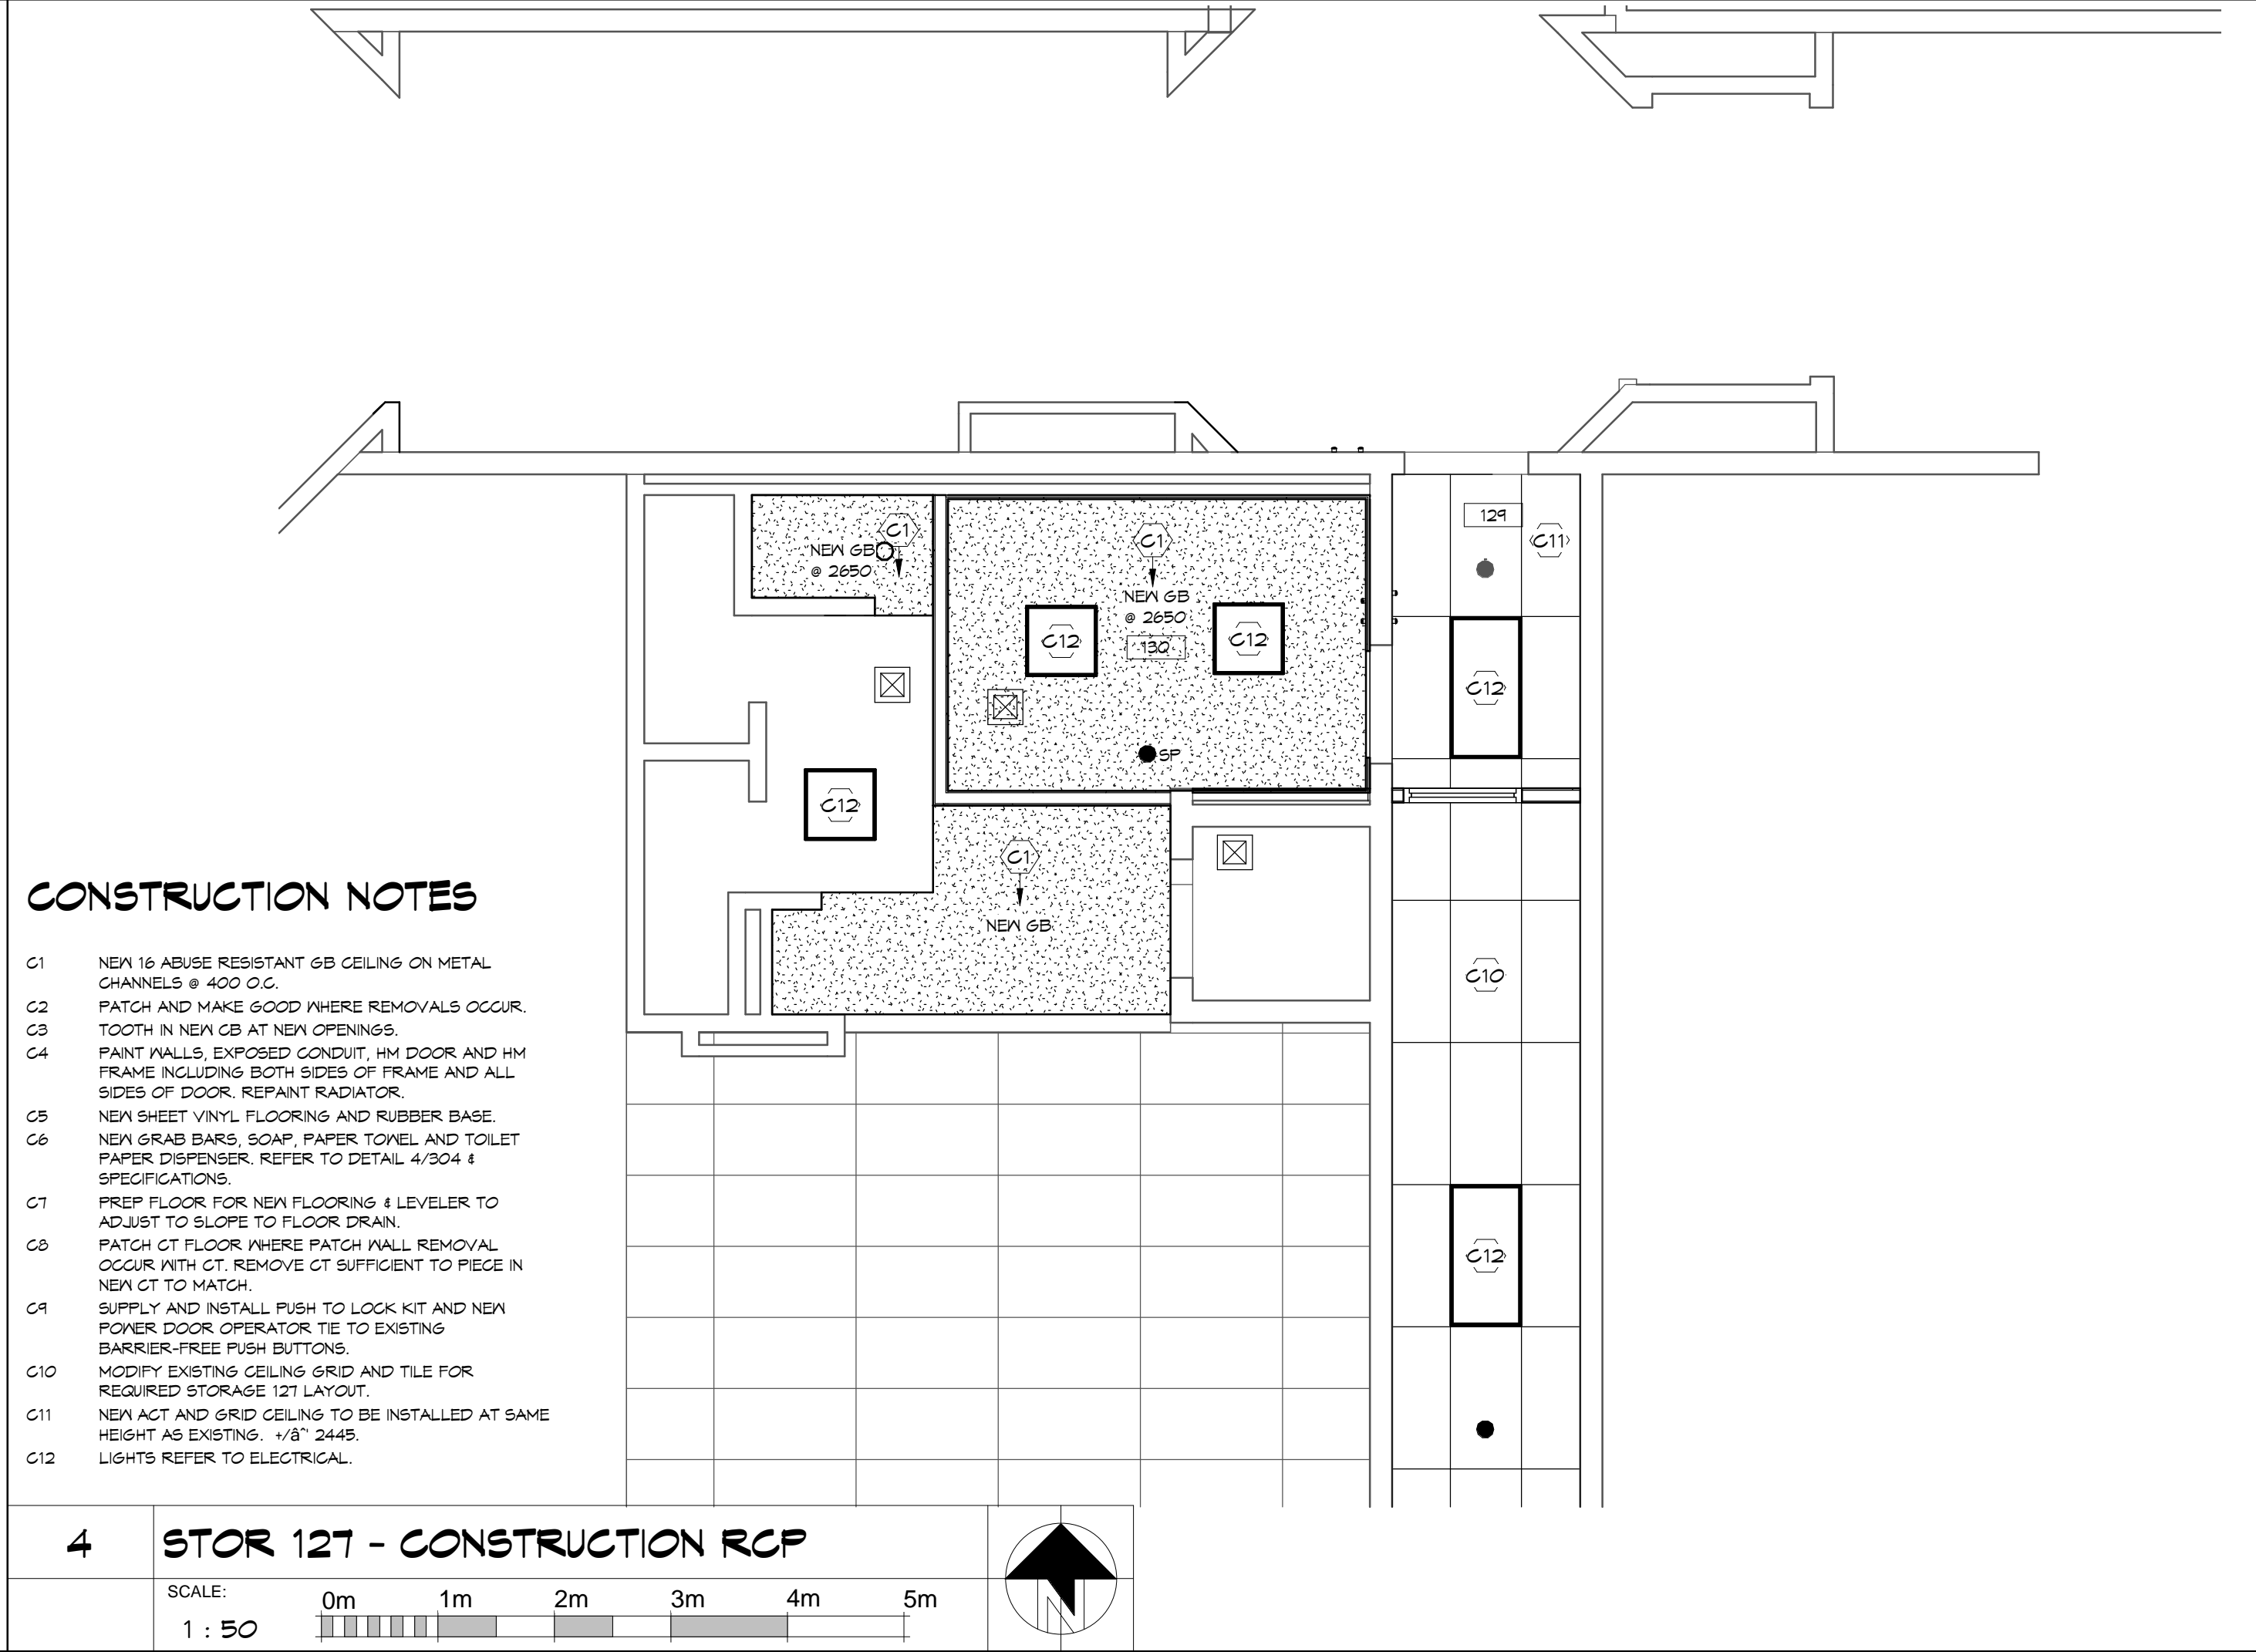 C1
NEW GB
@ 2650
C1
NEW GB
@ 2650
130
C12
C12
SP
129
C11
C12
C12
C1
NEW GB
C10
C12
CONSTRUCTION NOTES
C1 NEW 16 ABUSE RESISTANT GB CEILING ON METAL
CHANNELS @ 400 O.C.
C2 PATCH AND MAKE GOOD WHERE REMOVALS OCCUR.
C3 TOOTH IN NEW CB AT NEW OPENINGS.
C4 PAINT WALLS, EXPOSED CONDUIT, HM DOOR AND HM
FRAME INCLUDING BOTH SIDES OF FRAME AND ALL
SIDES OF DOOR. REPAINT RADIATOR.
C5 NEW SHEET VINYL FLOORING AND RUBBER BASE.
C6 NEW GRAB BARS, SOAP, PAPER TOWEL AND TOILET
PAPER DISPENSER. REFER TO DETAIL 4/304 &
SPECIFICATIONS.
C7 PREP FLOOR FOR NEW FLOORING & LEVELER TO
ADJUST TO SLOPE TO FLOOR DRAIN.
C8 PATCH CT FLOOR WHERE PATCH WALL REMOVAL
OCCUR WITH CT. REMOVE CT SUFFICIENT TO PIECE IN
NEW CT TO MATCH.
C9 SUPPLY AND INSTALL PUSH TO LOCK KIT AND NEW
POWER DOOR OPERATOR TIE TO EXISTING
BARRIER-FREE PUSH BUTTONS.
C10 MODIFY EXISTING CEILING GRID AND TILE FOR
REQUIRED STORAGE 127 LAYOUT.
C11 NEW ACT AND GRID CEILING TO BE INSTALLED AT SAME
HEIGHT AS EXISTING. +/âˆ' 2445.
C12 LIGHTS REFER TO ELECTRICAL.
4
STOR 127 - CONSTRUCTION RCP
SCALE:
1 : 50
0m 1m 2m 3m 4m 5m
N